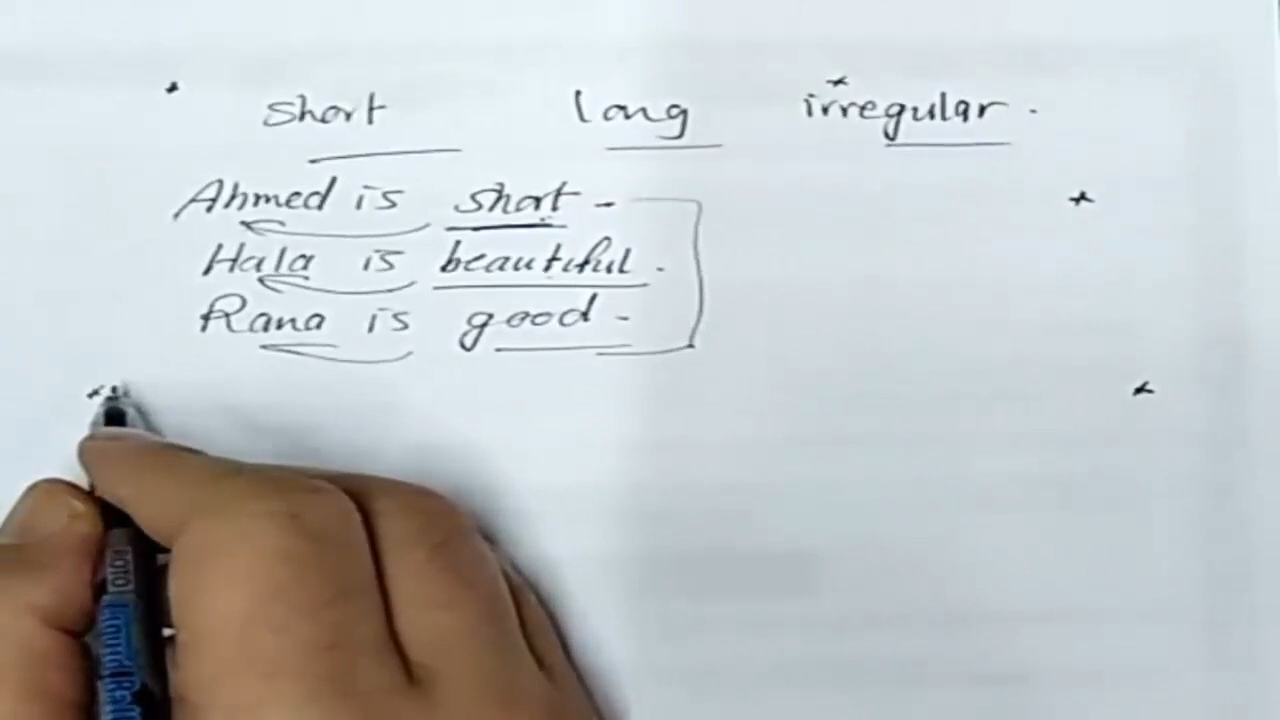 short long irregular.
Ahmed is short.
Hala is beautiful.
Rana is good.